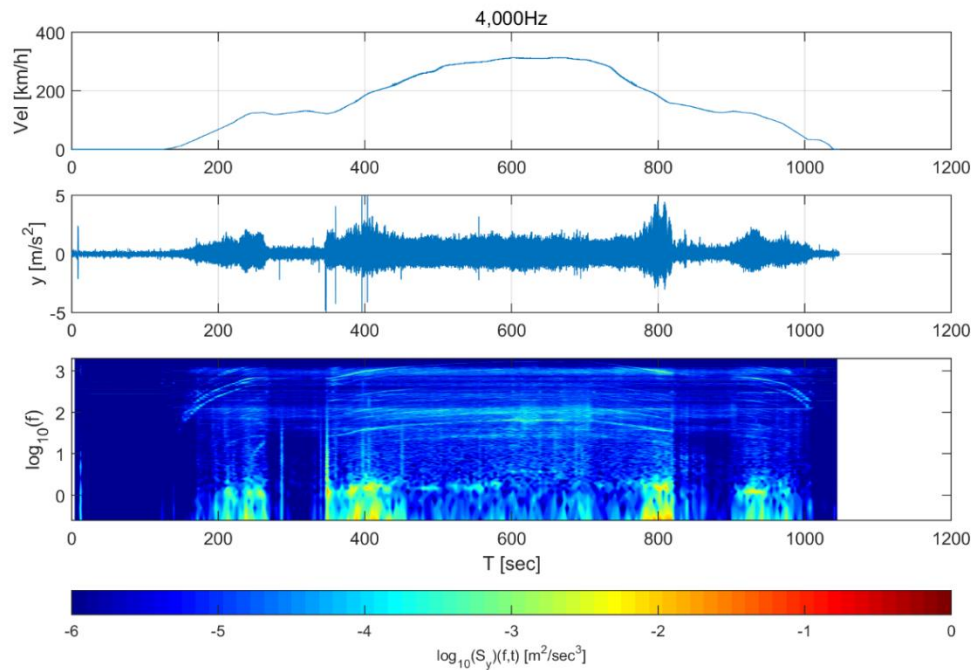 4,000Hz
Vel [km/h]
400
200
0
0 200 400 600 800 1000 1200
y [m/s²]
5
0
-5
0 200 400 600 800 1000 1200
log₁₀(f)
3
2
1
0
0 200 400 600 800 1000 1200
T [sec]
-6 -5 -4 -3 -2 -1 0
log₁₀(Sᵧ)(f,t) [m²/sec³]